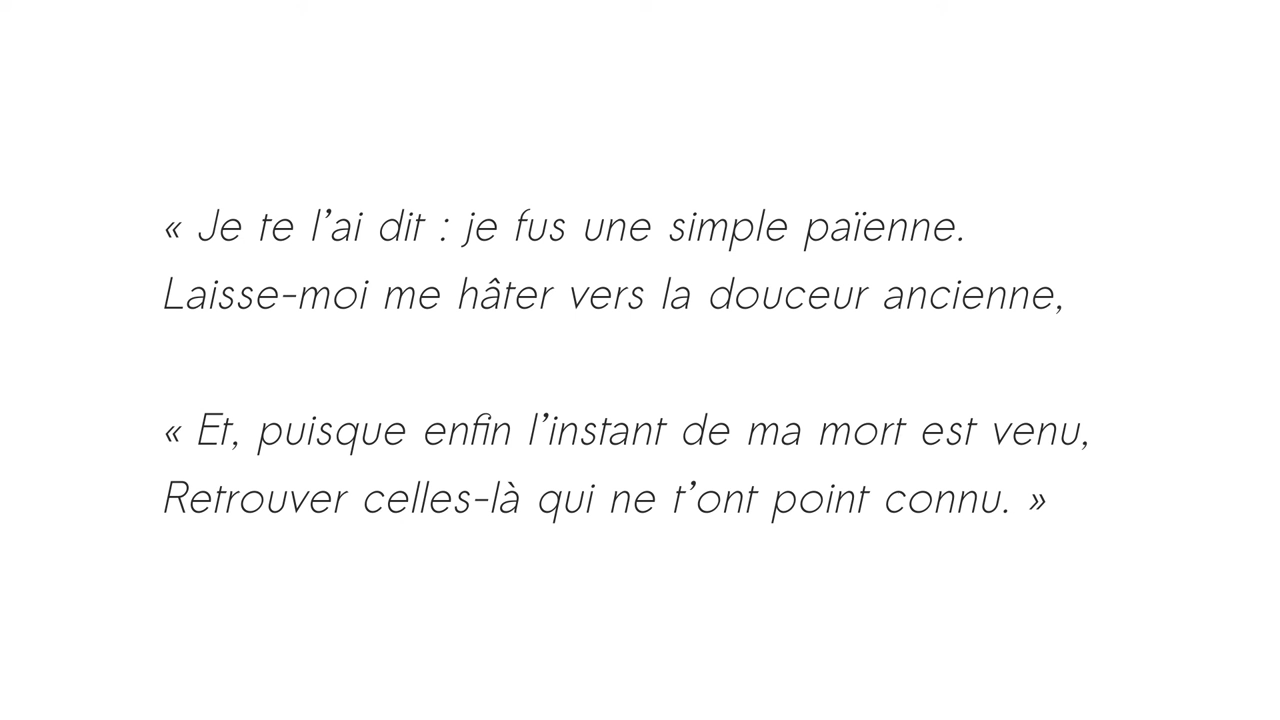 « Je te l’ai dit : je fus une simple païenne.
Laisse-moi me hâter vers la douceur ancienne,
« Et, puisque enfin l’instant de ma mort est venu,
Retrouver celles-là qui ne t’ont point connu. »